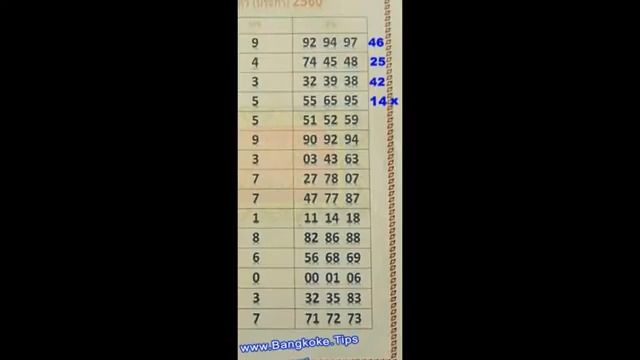 2560
9 92 94 97 46
4 74 45 48 25
3 32 39 38 42
5 55 65 95 14 x
5 51 52 59
9 90 92 94
3 03 43 63
7 27 78 07
7 47 77 87
1 11 14 18
8 82 86 88
6 56 68 69
0 00 01 06
3 32 35 83
7 71 72 73
www.Bangkoke.Tips